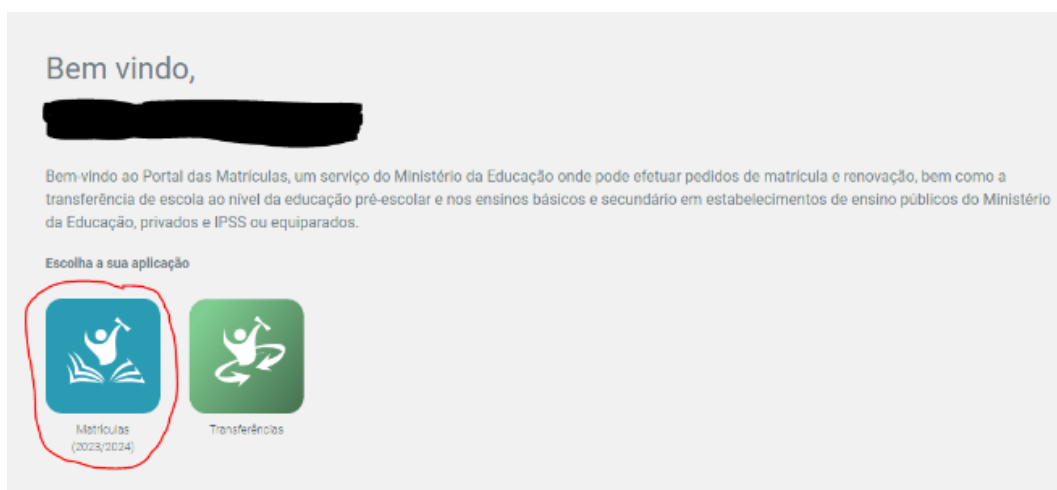 Bem vindo,
Bem-vindo ao Portal das Matrículas, um serviço do Ministério da Educação onde pode efetuar pedidos de matrícula e renovação, bem como a
transferência de escola ao nível da educação pré-escolar e nos ensinos básicos e secundário em estabelecimentos de ensino públicos do Ministério
da Educação, privados e IPSS ou equiparados.
Escolha a sua aplicação
Matrículas
(2023/2024)
Transferências